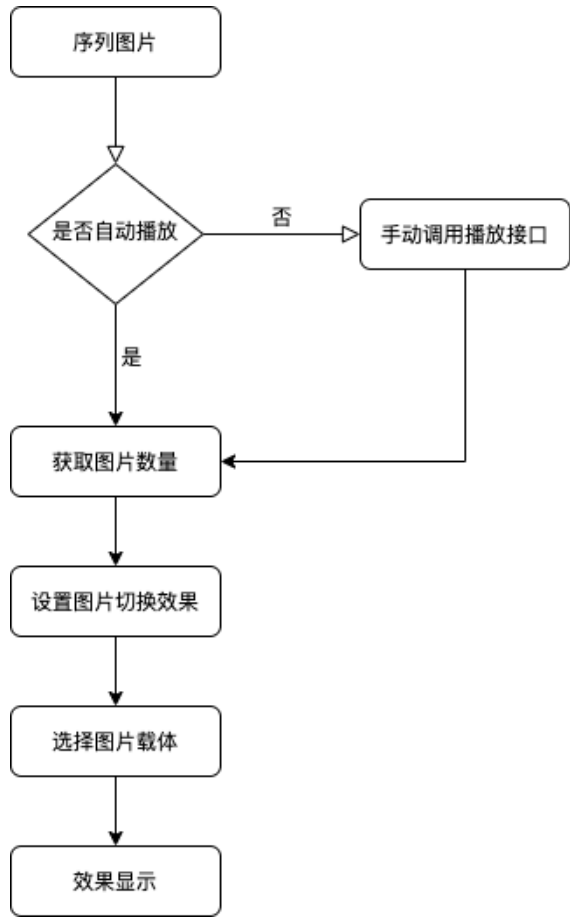 序列图片
是否自动播放
否
手动调用播放接口
是
获取图片数量
设置图片切换效果
选择图片载体
效果显示